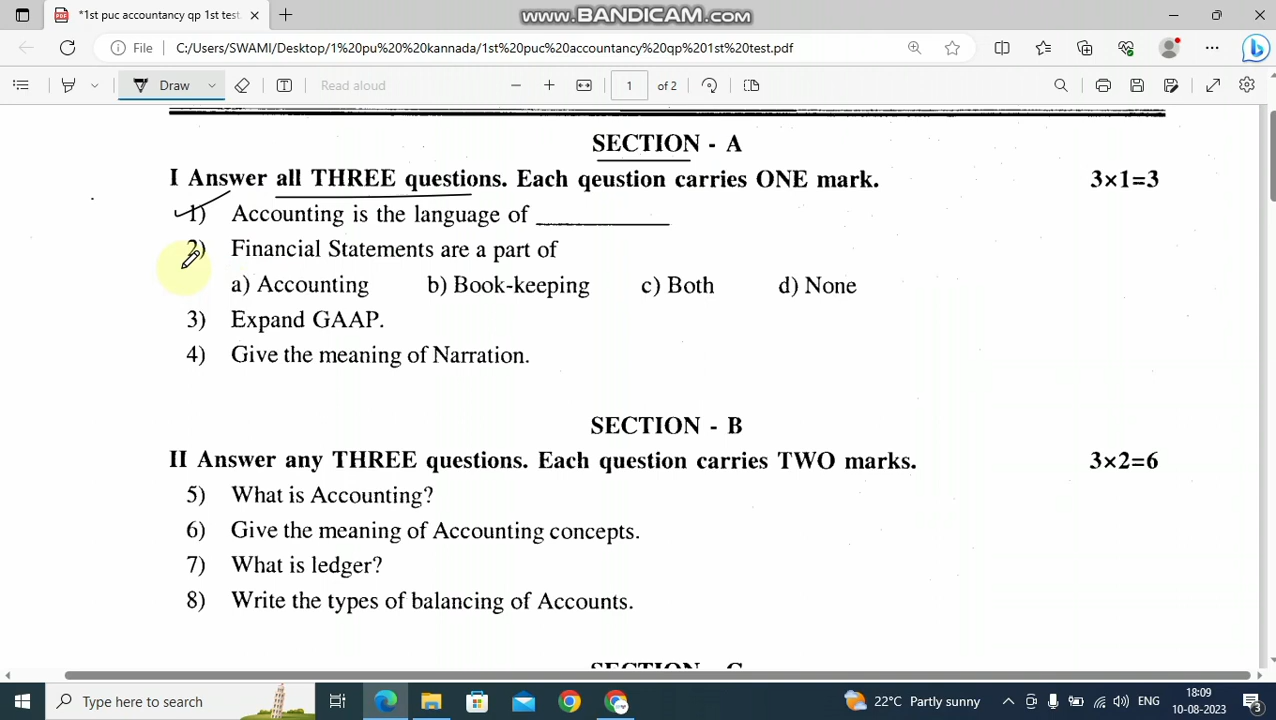 *1st puc accountancy qp 1st test.
www.BANDICAM.com
File C:/Users/SWAMI/Desktop/1%20pu%20%20kannada/1st%20puc%20accountancy%20qp%201st%20test.pdf
Draw Read aloud 1 of 2
SECTION - A
I Answer all THREE questions. Each qeustion carries ONE mark. 3×1=3
1) Accounting is the language of ____________
2) Financial Statements are a part of
a) Accounting b) Book-keeping c) Both d) None
3) Expand GAAP.
4) Give the meaning of Narration.
SECTION - B
II Answer any THREE questions. Each question carries TWO marks. 3×2=6
5) What is Accounting?
6) Give the meaning of Accounting concepts.
7) What is ledger?
8) Write the types of balancing of Accounts.
SECTION - C
Type here to search 22°C Partly sunny ENG 18:09
10-08-2023 3